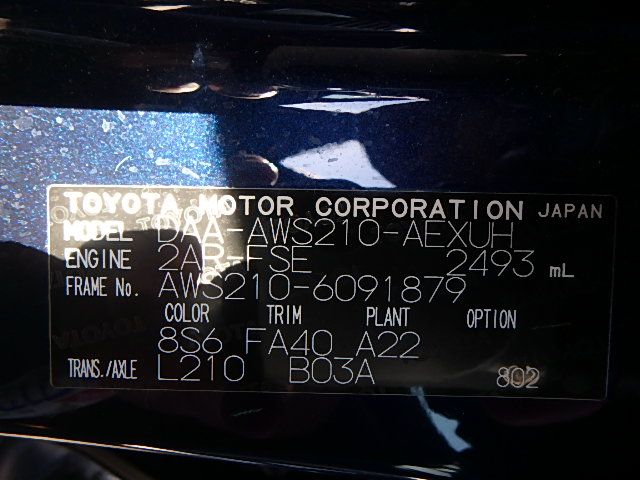 TOYOTA MOTOR CORPORATION JAPAN
MODEL DAA-AWS210-AEXUH
ENGINE 2AR-FSE 2493 mL
FRAME No. AWS210-6091879
COLOR TRIM PLANT OPTION
8S6 FA40 A22
TRANS./AXLE L210 B03A 802